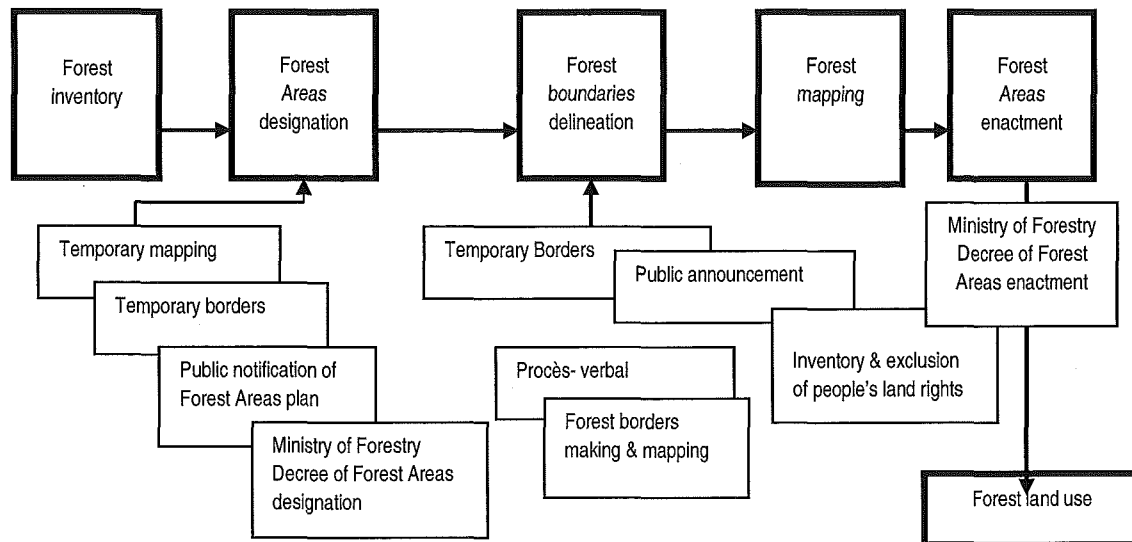 Forest
inventory
Forest
Areas
designation
Forest
boundaries
delineation
Forest
mapping
Forest
Areas
enactment
Temporary mapping
Temporary borders
Public notification of
Forest Areas plan
Ministry of Forestry
Decree of Forest Areas
designation
Temporary Borders
Public announcement
Inventory & exclusion
of people's land rights
Procès- verbal
Forest borders
making & mapping
Ministry of Forestry
Decree of Forest
Areas enactment
Forest land use